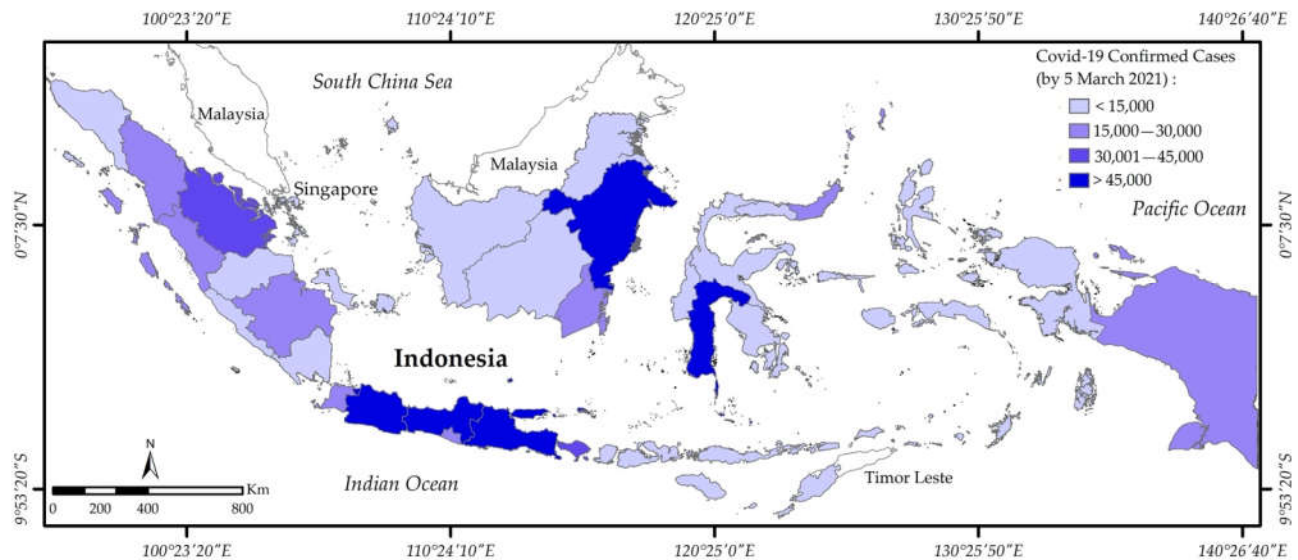 100°23′20″E 110°24′10″E 120°25′0″E 130°25′50″E 140°26′40″E
South China Sea
Malaysia
Malaysia
Singapore
Covid-19 Confirmed Cases
(by 5 March 2021) :
< 15,000
15,000—30,000
30,001—45,000
> 45,000
Pacific Ocean
0°7′30″N
0°7′30″N
Indonesia
N
Km
0 200 400 800
Indian Ocean
Timor Leste
9°53′20″S
9°53′20″S
100°23′20″E 110°24′10″E 120°25′0″E 130°25′50″E 140°26′40″E